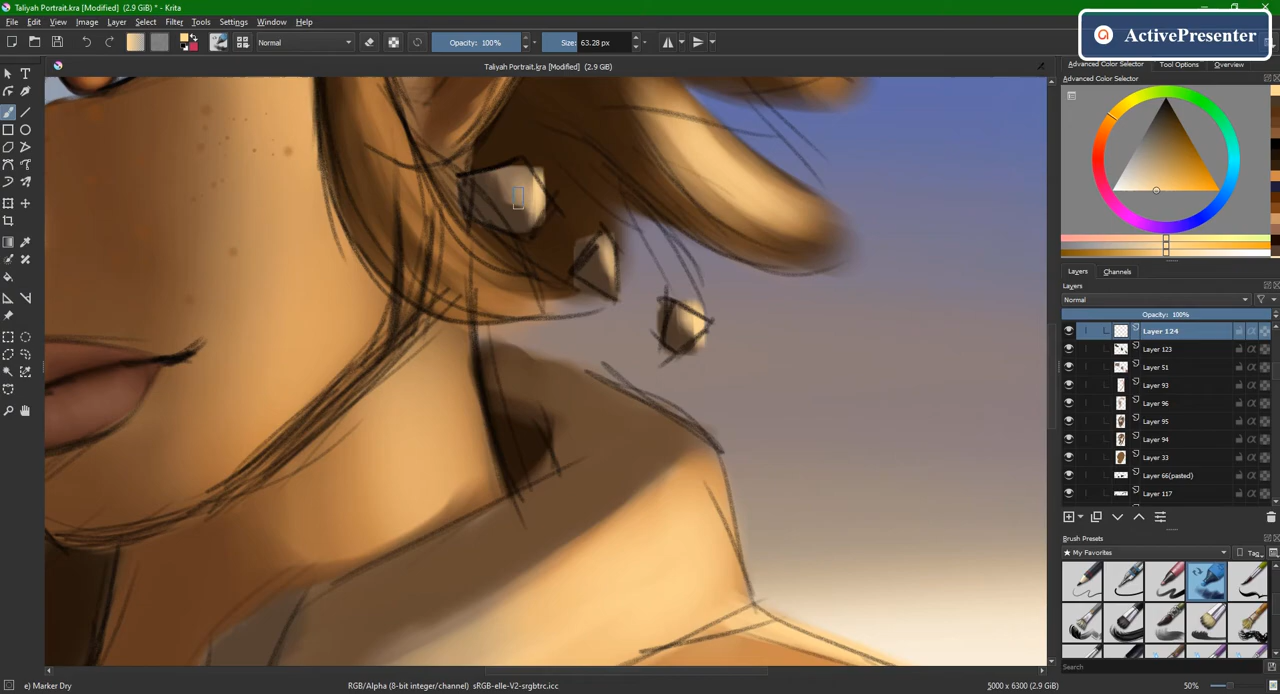 Taliyah Portrait.kra [Modified] (2.9 GiB) * - Krita
File Edit View Image Layer Select Filter Tools Settings Window Help
Normal
Opacity: 100%
Size: 63.28 px
ActivePresenter
Taliyah Portrait.kra [Modified] (2.9 GiB)
Advanced Color Selector
Tool Options
Overview
Advanced Color Selector
Layers
Channels
Layers
Normal
Opacity: 100%
Layer 124
Layer 123
Layer 51
Layer 93
Layer 96
Layer 95
Layer 94
Layer 33
Layer 66(pasted)
Layer 117
Brush Presets
★ My Favorites
Tag
Search
e) Marker Dry
RGB/Alpha (8-bit integer/channel) sRGB-elle-V2-srgbtrc.icc
5000 x 6300 (2.9 GiB)
50%